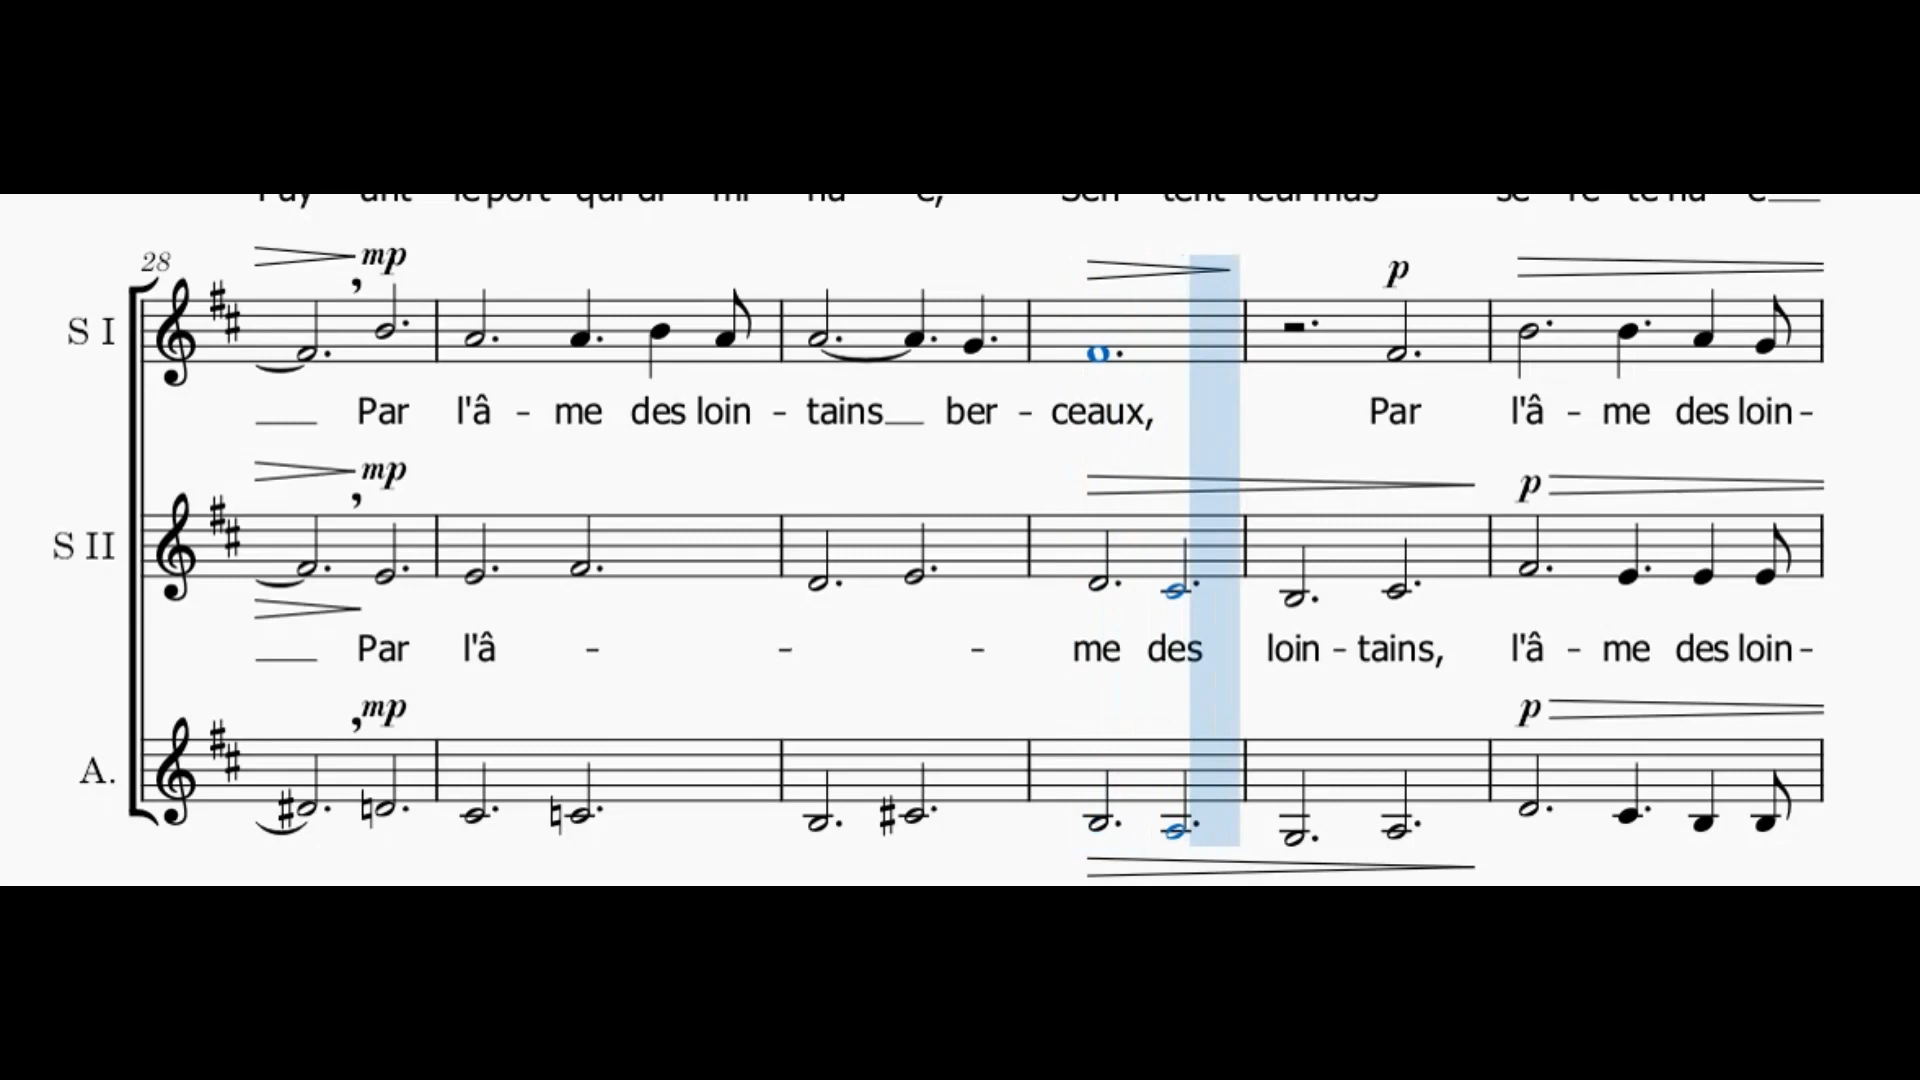 28 mp p
S I
Par l'â - me des loin - tains ber - ceaux, Par l'â - me des loin-
mp p
S II
Par l'â - - - me des loin - tains, l'â - me des loin-
mp p
A.